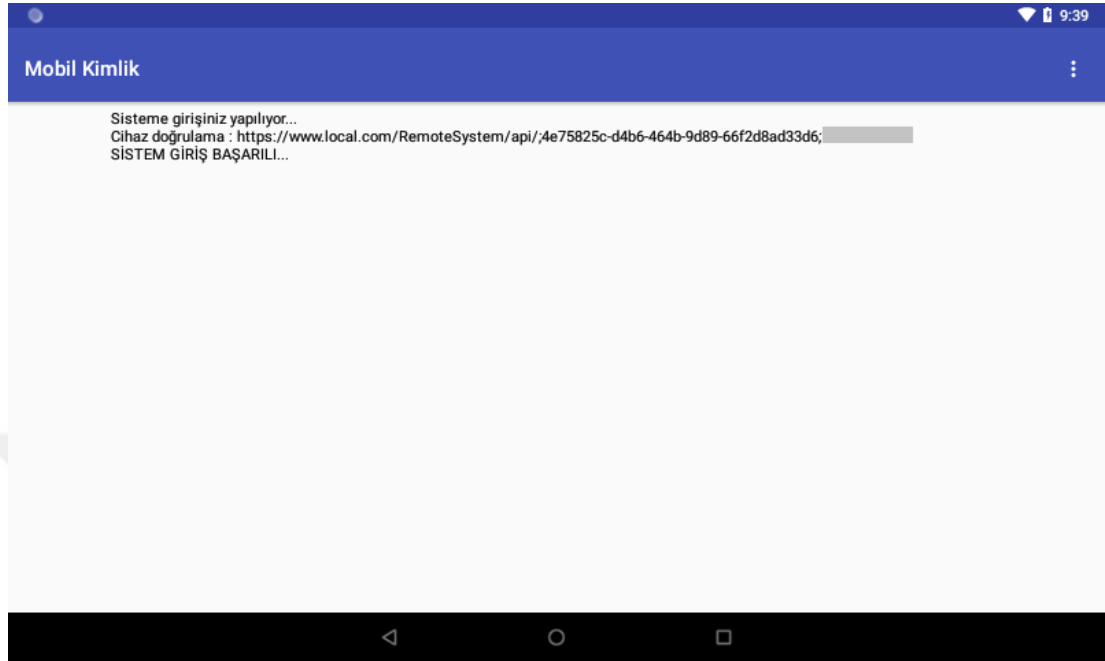 9:39
Mobil Kimlik
Sisteme girişiniz yapılıyor...
Cihaz doğrulama : https://www.local.com/RemoteSystem/api/;4e75825c-d4b6-464b-9d89-66f2d8ad33d6;
SİSTEM GİRİŞ BAŞARILI...